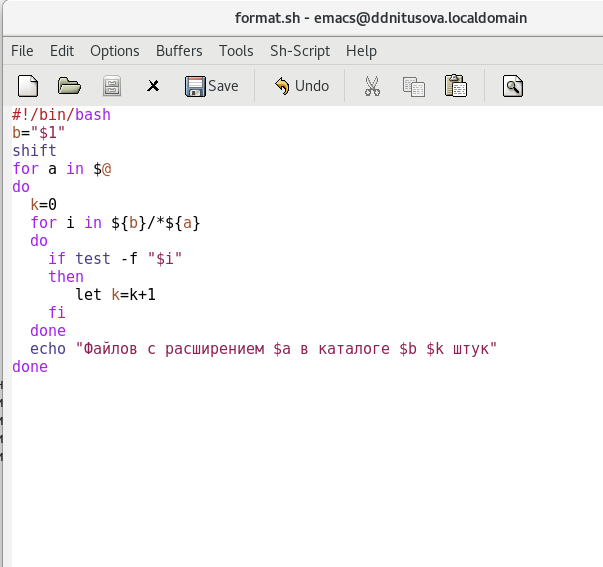 format.sh - emacs@ddnitusova.localdomain
File Edit Options Buffers Tools Sh-Script Help
Save Undo
#!/bin/bash
b="$1"
shift
for a in $@
do
  k=0
  for i in ${b}/*${a}
  do
    if test -f "$i"
    then
       let k=k+1
    fi
  done
  echo "Файлов с расширением $a в каталоге $b $k штук"
done